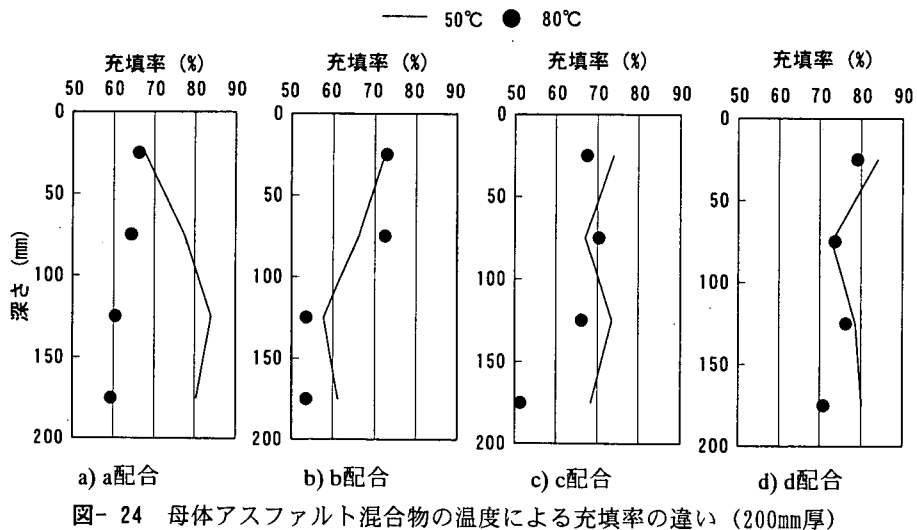 50℃ 80℃
充填率 (%) 充填率 (%) 充填率 (%) 充填率 (%)
50 60 70 80 90 50 60 70 80 90 50 60 70 80 90 50 60 70 80 90
0 0 0 0
50 50 50 50
100 100 100 100
150 150 150 150
200 200 200 200
深さ (mm)
a) a配合 b) b配合 c) c配合 d) d配合
図- 24 母体アスファルト混合物の温度による充填率の違い (200mm厚)